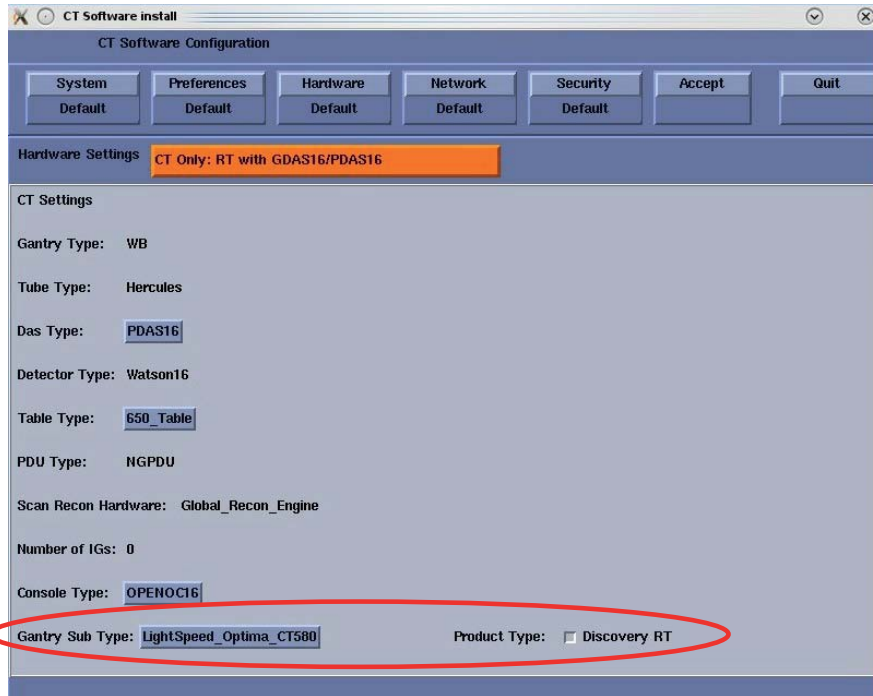 CT Software install
CT Software Configuration
System Preferences Hardware Network Security Accept Quit
Default Default Default Default Default
Hardware Settings CT Only: RT with GDAS16/PDAS16
CT Settings
Gantry Type: WB
Tube Type: Hercules
Das Type: PDAS16
Detector Type: Watson16
Table Type: 650_Table
PDU Type: NGPDU
Scan Recon Hardware: Global_Recon_Engine
Number of IGs: 0
Console Type: OPENOC16
Gantry Sub Type: LightSpeed_Optima_CT580 Product Type: Discovery RT